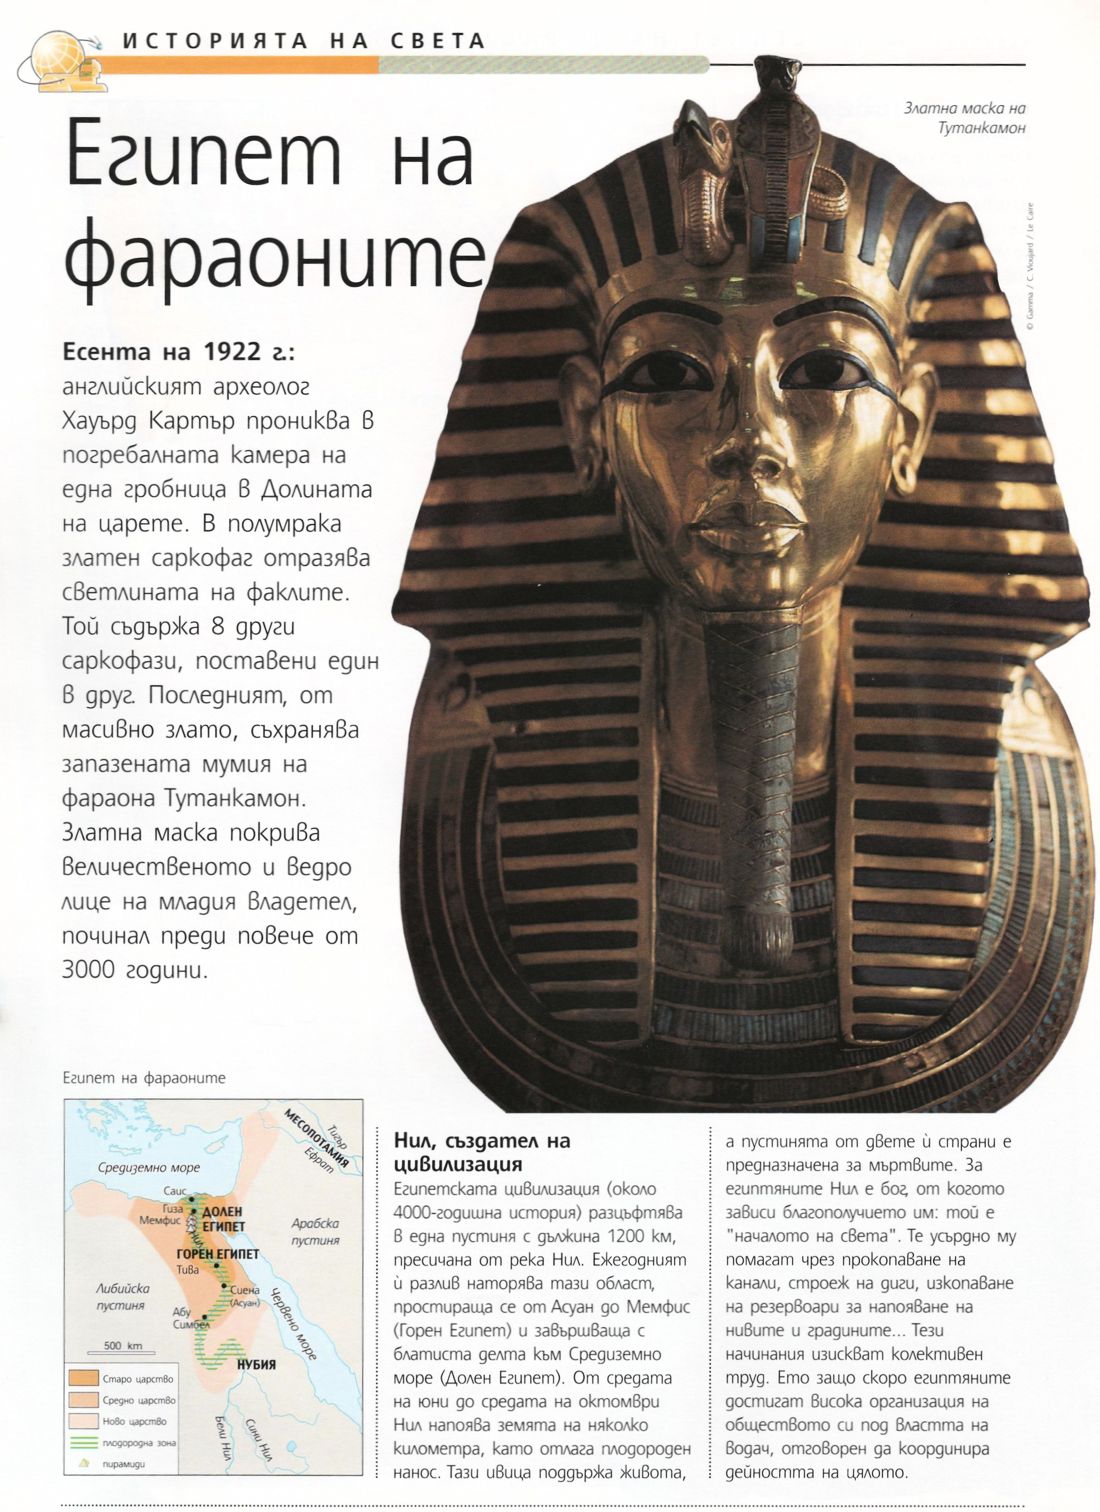 ИСТОРИЯТА НА СВЕТА
Златна маска на
Тутанкамон
© Gamma / C. Vioujard / Le Caire
Египет на
фараоните
Есента на 1922 г.:
английският археолог
Хауърд Картър прониква в
погребалната камера на
една гробница в Долината
на царете. В полумрака
златен саркофаг отразява
светлината на факлите.
Той съдържа 8 други
саркофази, поставени един
в друг. Последният, от
масивно злато, съхранява
запазената мумия на
фараона Тутанкамон.
Златна маска покрива
величественото и ведро
лице на младия владетел,
починал преди повече от
3000 години.
Египет на фараоните
МЕСОПОТАМИЯ
Тигър
Ефрат
Средиземно море
Саис
Гиза
Мемфис
ДОЛЕН
ЕГИПЕТ
Нил
Арабска
пустиня
ГОРЕН ЕГИПЕТ
Тива
Либийска
пустиня
Сиена
(Асуан)
Абу
Симбел
Червено море
500 km
НУБИЯ
Бели Нил
Сини Нил
Старо царство
Средно царство
Ново царство
плодородна зона
пирамиди
Нил, създател на
цивилизация
Египетската цивилизация (около
4000-годишна история) разцъфтява
в една пустиня с дължина 1200 км,
пресичана от река Нил. Ежегодният
ѝ разлив наторява тази област,
простираща се от Асуан до Мемфис
(Горен Египет) и завършваща с
блатиста делта към Средиземно
море (Долен Египет). От средата
на юни до средата на октомври
Нил напоява земята на няколко
километра, като отлага плодороден
нанос. Тази ивица поддържа живота,
а пустинята от двете ѝ страни е
предназначена за мъртвите. За
египтяните Нил е бог, от когото
зависи благополучието им: той е
"началото на света". Те усърдно му
помагат чрез прокопаване на
канали, строеж на диги, изкопаване
на резервоари за напояване на
нивите и градините... Тези
начинания изискват колективен
труд. Ето защо скоро египтяните
достигат висока организация на
обществото си под властта на
водач, отговорен да координира
дейността на цялото.